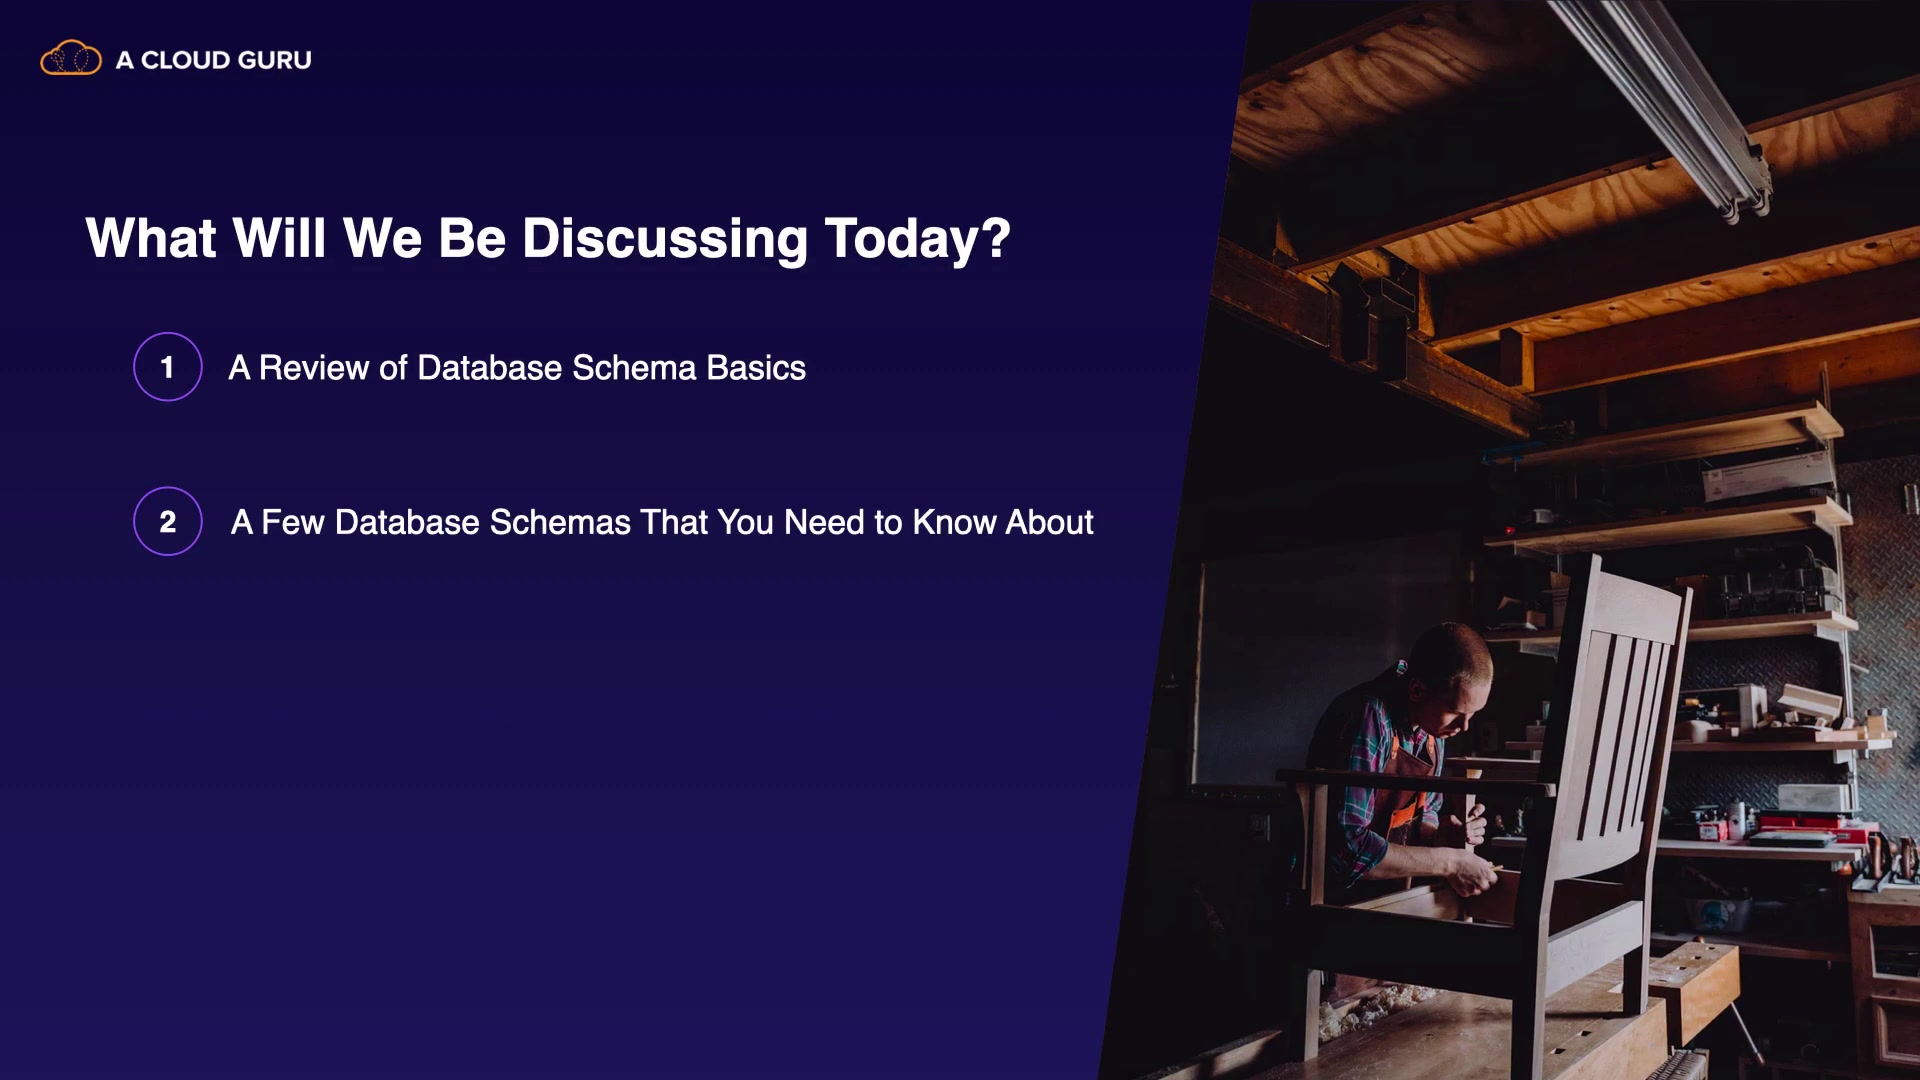 A CLOUD GURU
What Will We Be Discussing Today?
1 A Review of Database Schema Basics
2 A Few Database Schemas That You Need to Know About